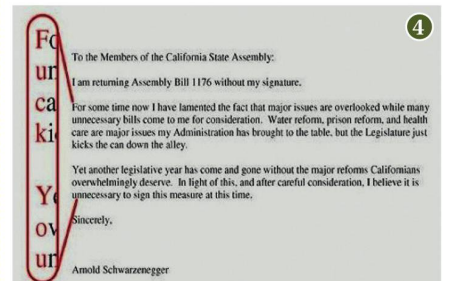 4
Fo
un
ca
ki
Ye
ov
un
To the Members of the California State Assembly:
I am returning Assembly Bill 1176 without my signature.
For some time now I have lamented the fact that major issues are overlooked while many
unnecessary bills come to me for consideration. Water reform, prison reform, and health
care are major issues my Administration has brought to the table, but the Legislature just
kicks the can down the alley.
Yet another legislative year has come and gone without the major reforms Californians
overwhelmingly deserve. In light of this, and after careful consideration, I believe it is
unnecessary to sign this measure at this time.
Sincerely,
Arnold Schwarzenegger